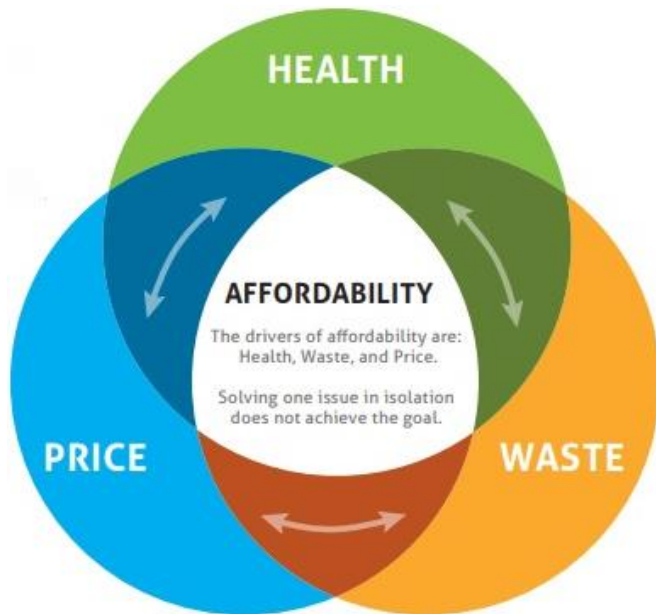 HEALTH
AFFORDABILITY
The drivers of affordability are:
Health, Waste, and Price.
Solving one issue in isolation
does not achieve the goal.
PRICE
WASTE